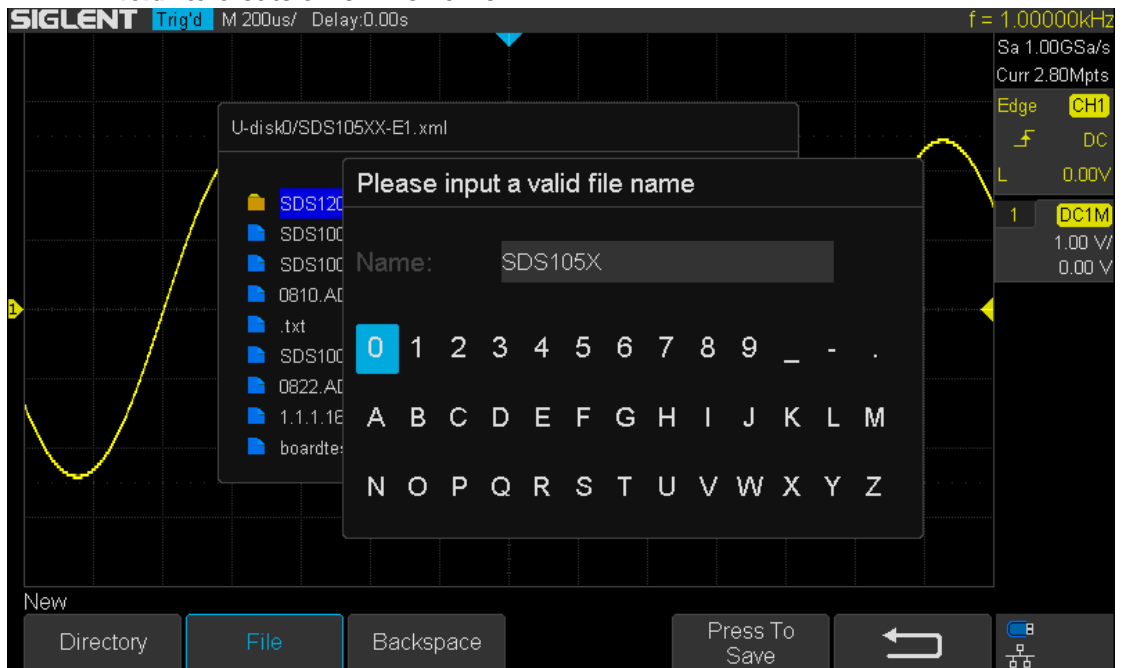 SIGLENT Trig'd M 200us/ Delay:0.00s f = 1.00000kHz
Sa 1.00GSa/s
Curr 2.80Mpts
Edge CH1
DC
L 0.00V
1 DC1M
1.00 V/
0.00 V
U-disk0/SDS105XX-E1.xml
SDS120
SDS100
SDS100
0810.AD
.txt
SDS100
0822.AD
1.1.1.1E
boardtes
Please input a valid file name
Name: SDS105X
0 1 2 3 4 5 6 7 8 9 _ - .
A B C D E F G H I J K L M
N O P Q R S T U V W X Y Z
1
New
Directory File Backspace Press To Save